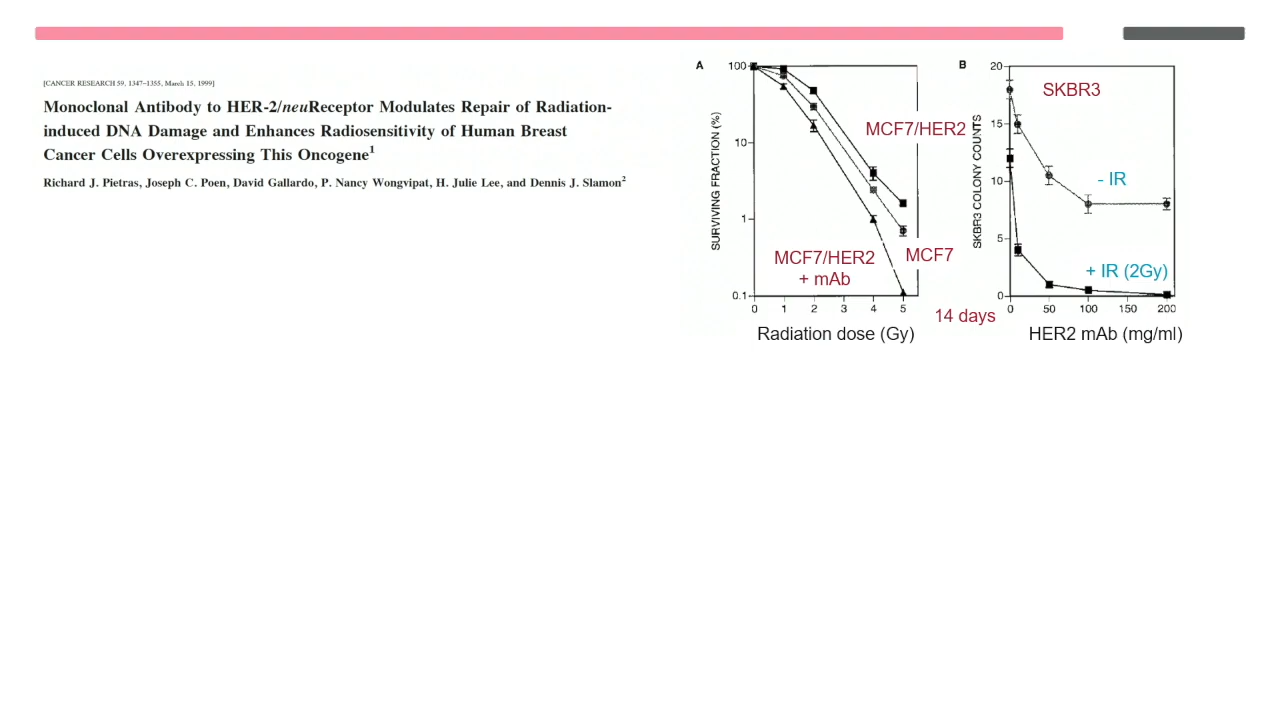 [CANCER RESEARCH 59, 1347–1355, March 15, 1999]
Monoclonal Antibody to HER-2/neuReceptor Modulates Repair of Radiation-
induced DNA Damage and Enhances Radiosensitivity of Human Breast
Cancer Cells Overexpressing This Oncogene1
Richard J. Pietras, Joseph C. Poen, David Gallardo, P. Nancy Wongvipat, H. Julie Lee, and Dennis J. Slamon2
A
SURVIVING FRACTION (%)
100
10
1
0.1
MCF7/HER2
MCF7
MCF7/HER2
+ mAb
0 1 2 3 4 5
Radiation dose (Gy)
14 days
B
SKBR3 COLONY COUNTS
20
15
10
5
0
SKBR3
- IR
+ IR (2Gy)
0 50 100 150 200
HER2 mAb (mg/ml)